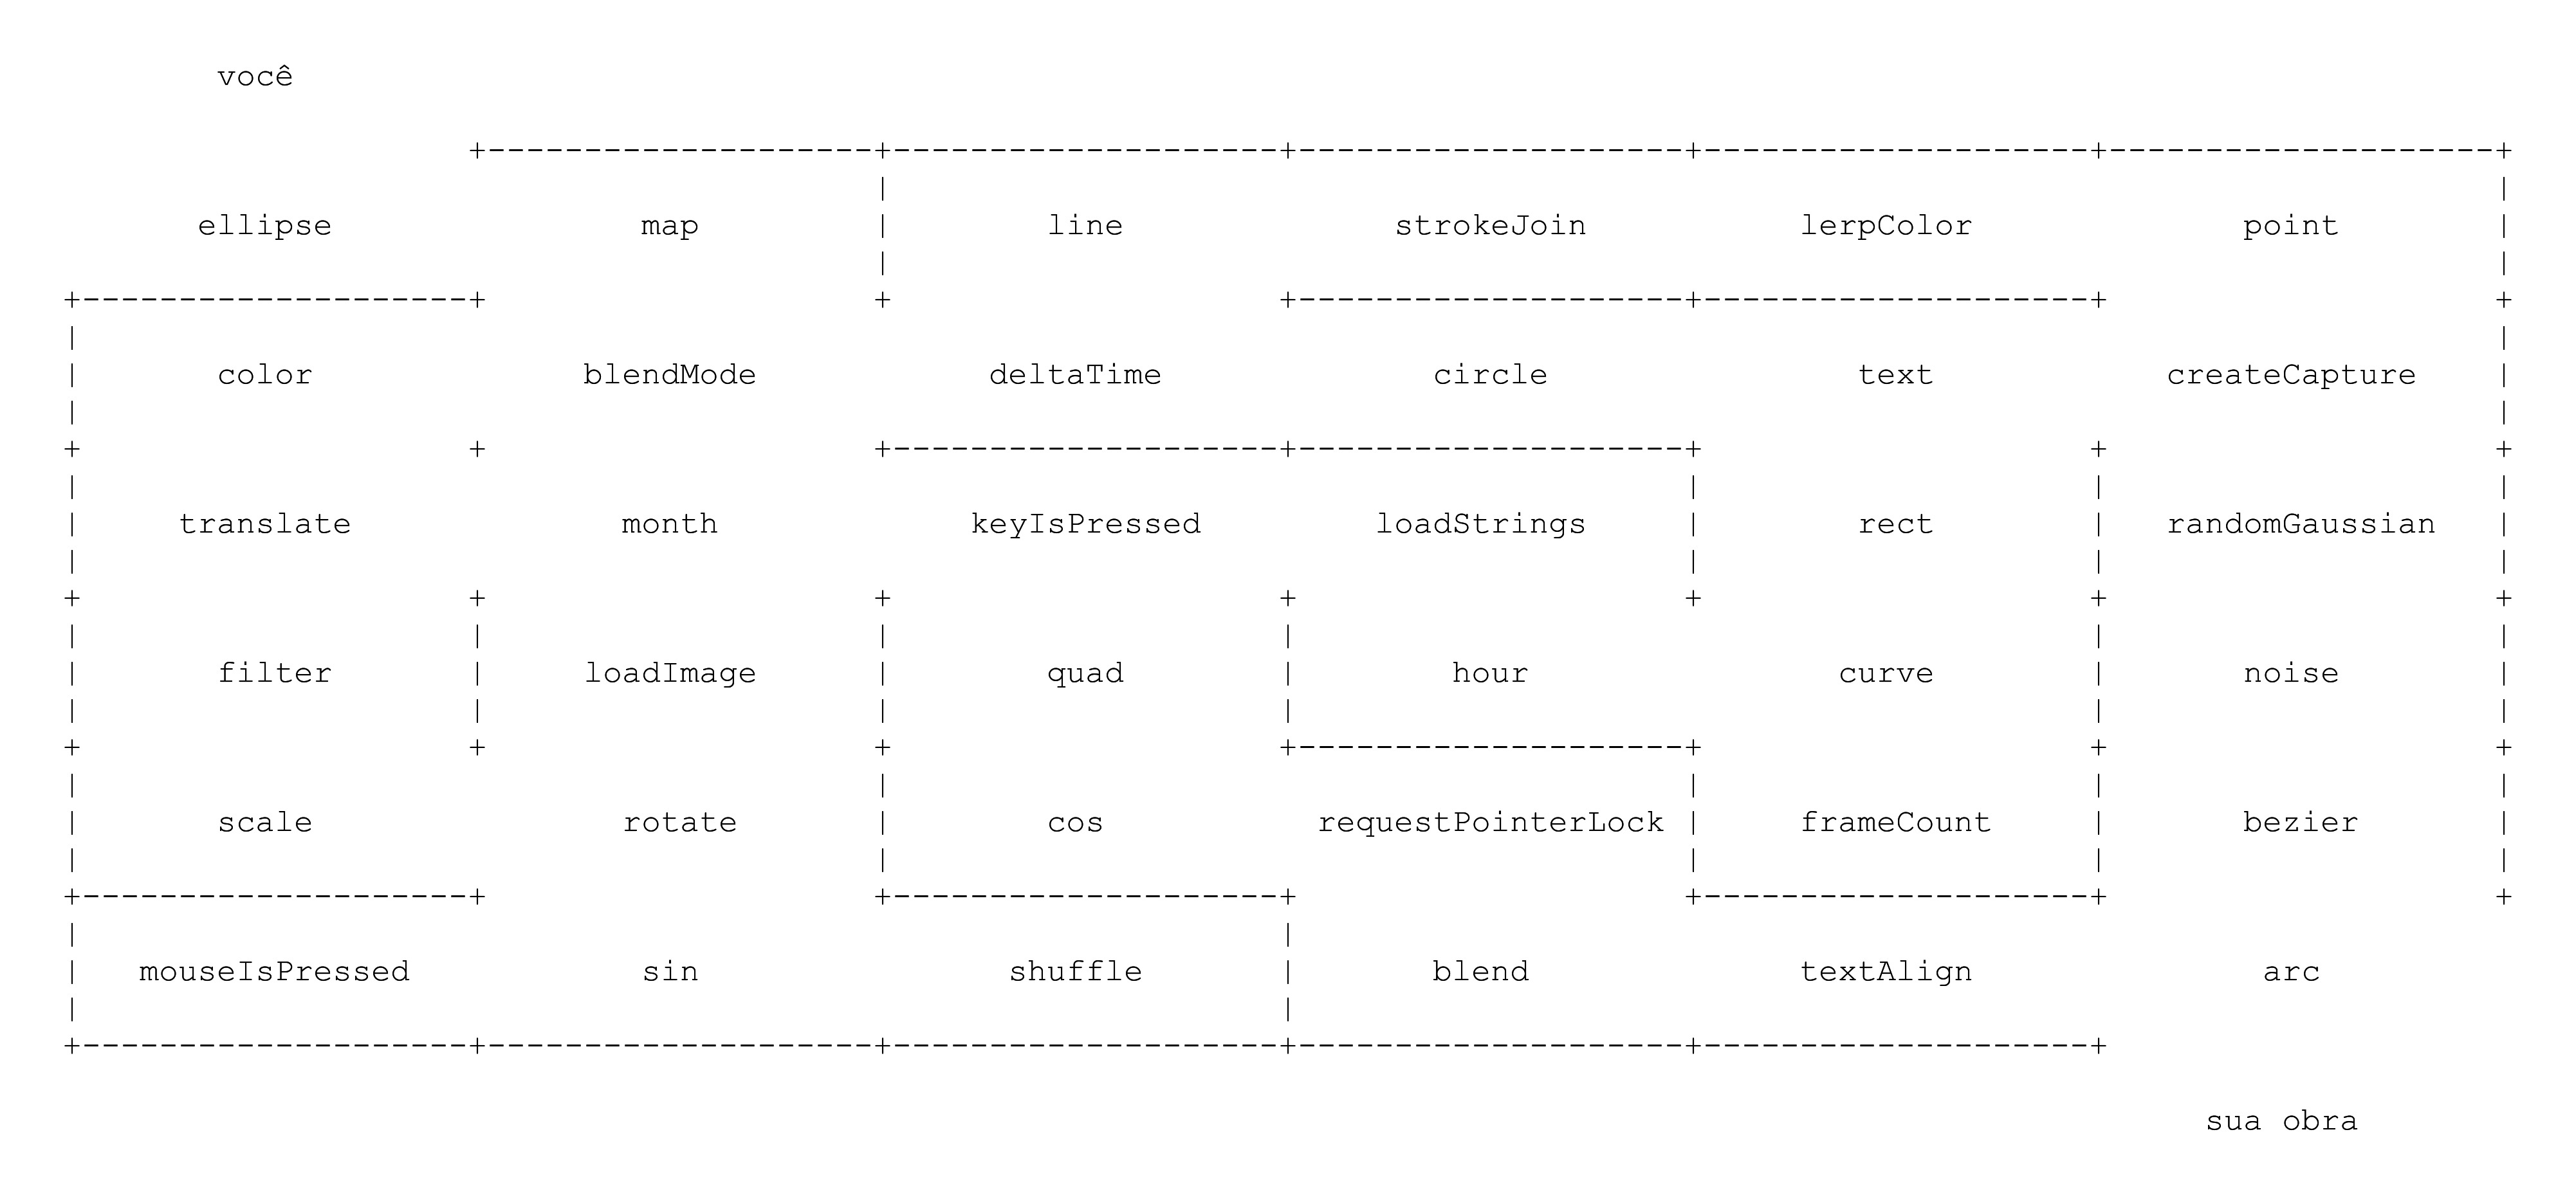 você
ellipse map line strokeJoin lerpColor point
color blendMode deltaTime circle text createCapture
translate month keyIsPressed loadStrings rect randomGaussian
filter loadImage quad hour curve noise
scale rotate cos requestPointerLock frameCount bezier
mouseIsPressed sin shuffle blend textAlign arc
sua obra